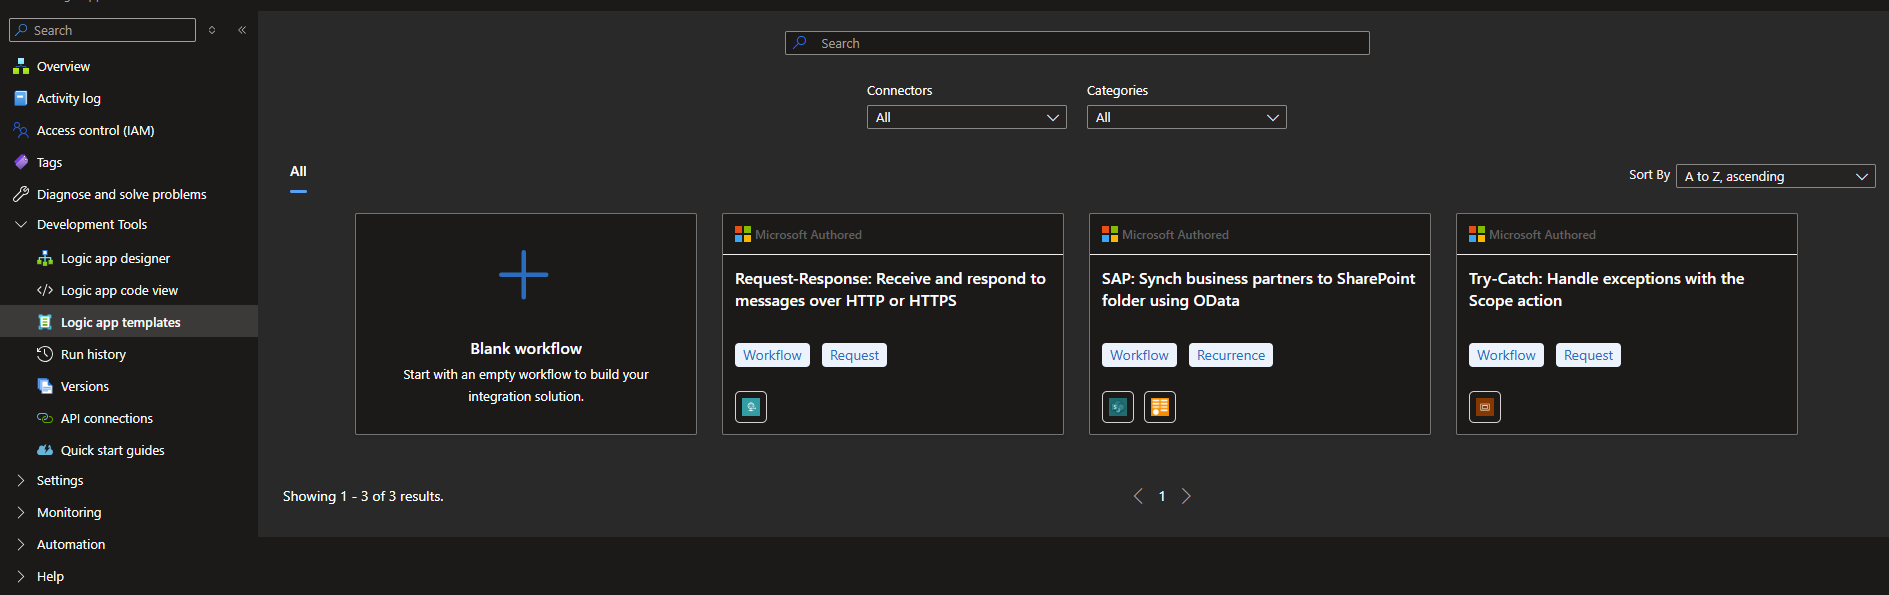 Search
Overview
Activity log
Access control (IAM)
Tags
Diagnose and solve problems
Development Tools
Logic app designer
Logic app code view
Logic app templates
Run history
Versions
API connections
Quick start guides
Settings
Monitoring
Automation
Help
Search
Connectors
All
Categories
All
All
Sort By
A to Z, ascending
Blank workflow
Start with an empty workflow to build your
integration solution.
Microsoft Authored
Request-Response: Receive and respond to
messages over HTTP or HTTPS
Workflow Request
Microsoft Authored
SAP: Synch business partners to SharePoint
folder using OData
Workflow Recurrence
Microsoft Authored
Try-Catch: Handle exceptions with the
Scope action
Workflow Request
Showing 1 - 3 of 3 results.
1